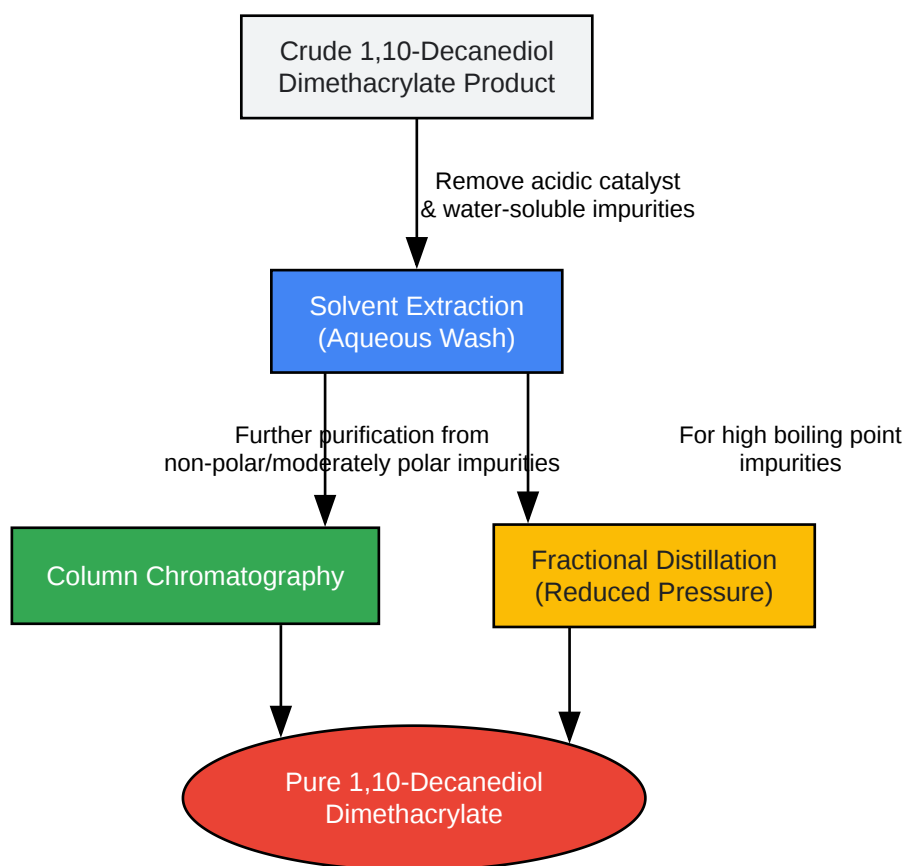 Crude 1,10-Decanediol
Dimethacrylate Product
Remove acidic catalyst
& water-soluble impurities
Solvent Extraction
(Aqueous Wash)
Further purification from
non-polar/moderately polar impurities
For high boiling point
impurities
Column Chromatography
Fractional Distillation
(Reduced Pressure)
Pure 1,10-Decanediol
Dimethacrylate